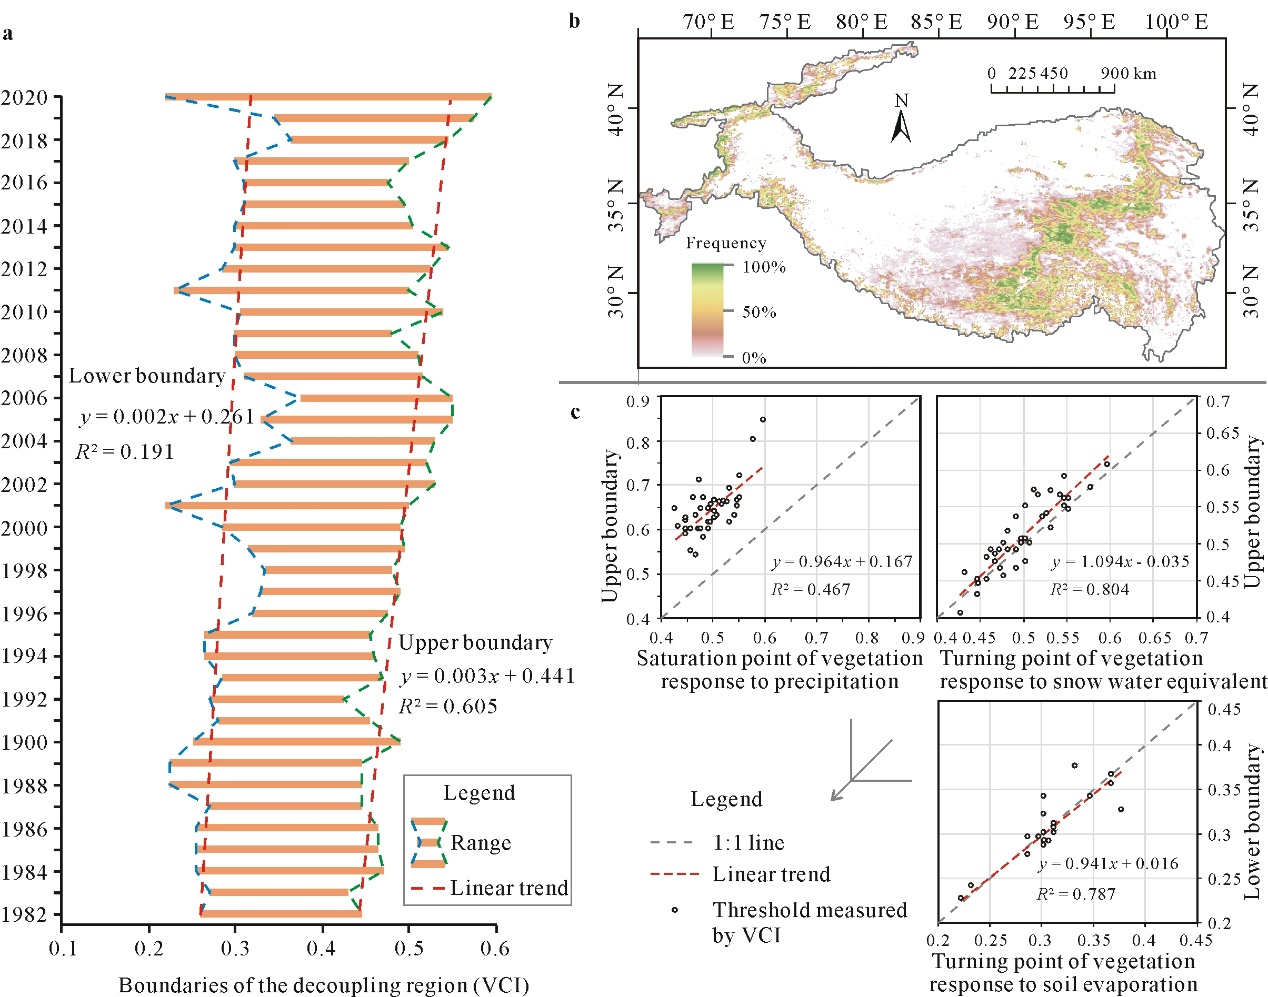 a
2020
2018
2016
2014
2012
2010
2008
2006
2004
2002
2000
1998
1996
1994
1992
1900
1988
1986
1984
1982
Lower boundary
y = 0.002x + 0.261
R² = 0.191
Upper boundary
y = 0.003x + 0.441
R² = 0.605
Legend
Range
Linear trend
0.1 0.2 0.3 0.4 0.5 0.6
Boundaries of the decoupling region (VCI)
b
70° E 75° E 80° E 85° E 90° E 95° E 100° E
40° N
35° N
30° N
40° N
35° N
30° N
0 225 450 900 km
N
Frequency
100%
50%
0%
c
0.9
0.8
0.7
0.6
0.5
0.4
Upper boundary
y = 0.964x + 0.167
R² = 0.467
0.4 0.5 0.6 0.7 0.8 0.9
Saturation point of vegetation
response to precipitation
0.7
0.65
0.6
0.55
0.5
0.45
0.4
Upper boundary
y = 1.094x - 0.035
R² = 0.804
0.4 0.45 0.5 0.55 0.6 0.65 0.7
Turning point of vegetation
response to snow water equivalent
0.45
0.4
0.35
0.3
0.25
0.2
Lower boundary
y = 0.941x + 0.016
R² = 0.787
0.2 0.25 0.3 0.35 0.4 0.45
Turning point of vegetation
response to soil evaporation
Legend
1:1 line
Linear trend
Threshold measured
by VCI